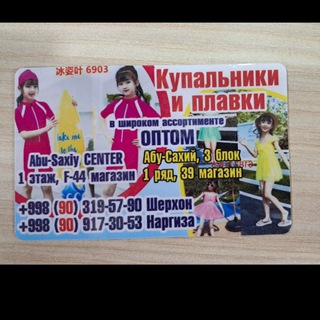 冰姿叶 6903
Купальники
и плавки
в широком ассортименте
ОПТОМ
Abu-Saxiy CENTER
1 этаж, F-44 магазин
Абу-Сахий, 3 блок
1 ряд, 39 магазин
+998 (90) 319-57-90 Шерхон
+998 (90) 917-30-53 Наргиза